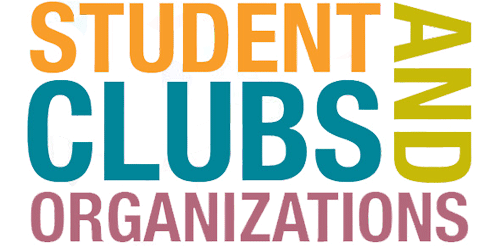 STUDENT
CLUBS
AND
ORGANIZATIONS